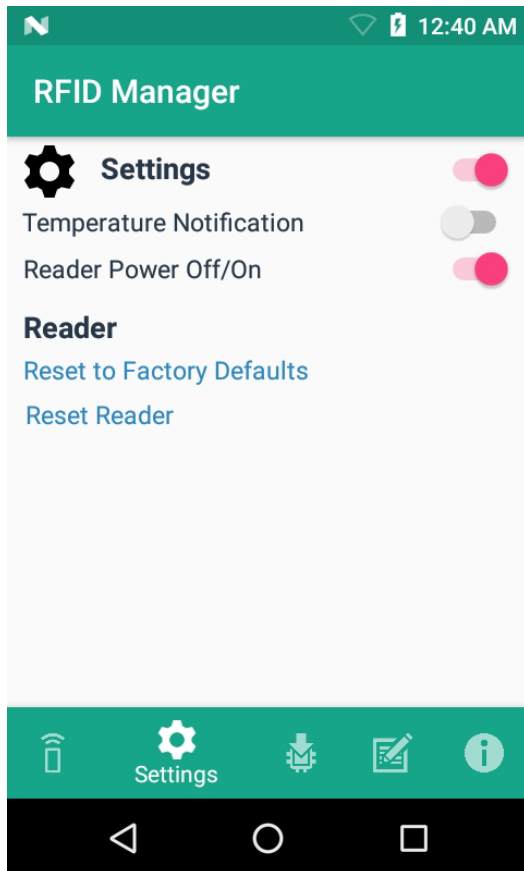 12:40 AM
RFID Manager
Settings
Temperature Notification
Reader Power Off/On
Reader
Reset to Factory Defaults
Reset Reader
Settings